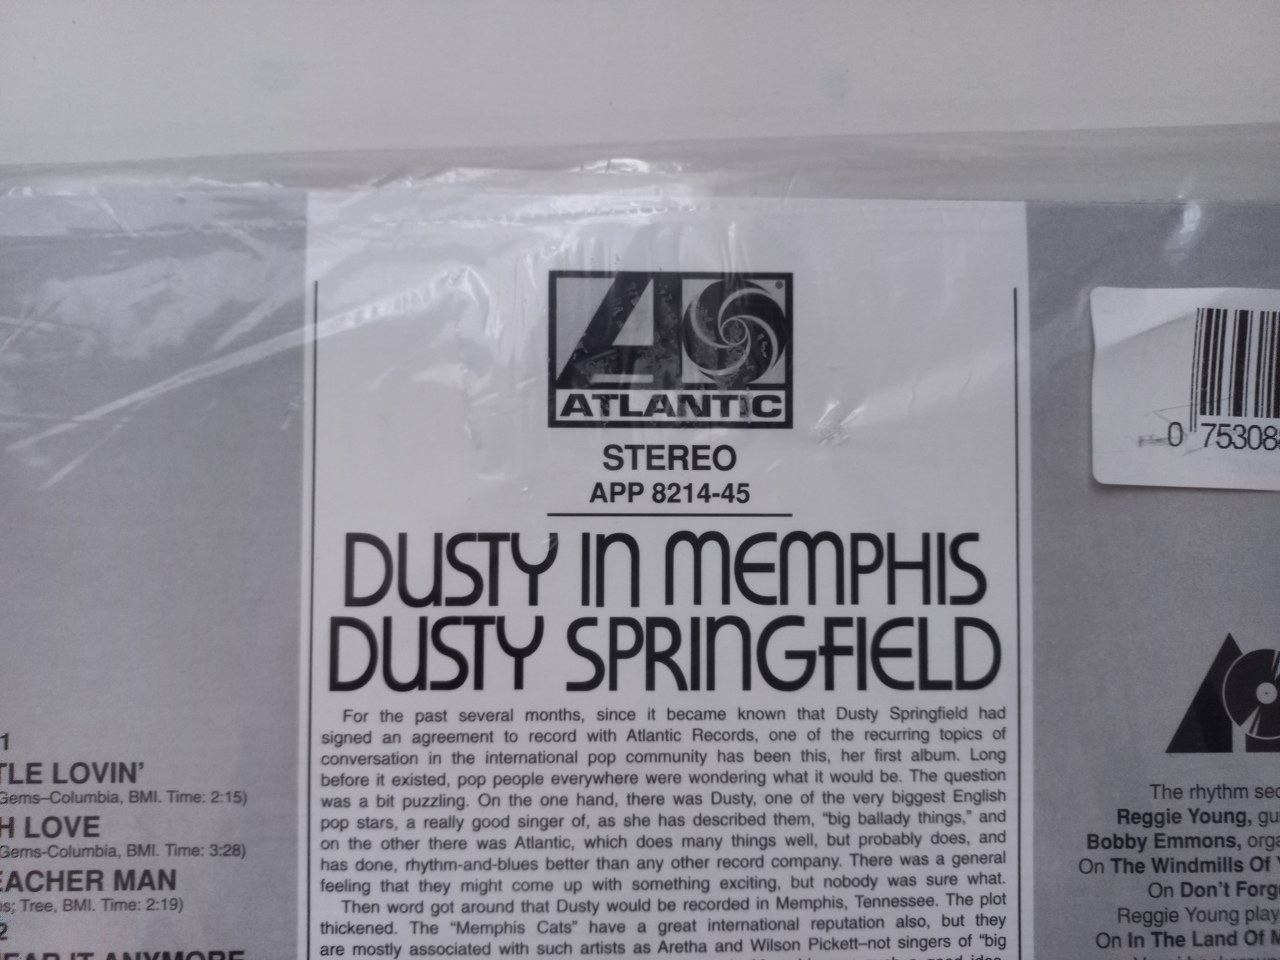 ATLANTIC
STEREO
APP 8214-45
DUSTY IN MEMPHIS
DUSTY SPRINGFIELD
For the past several months, since it became known that Dusty Springfield had
signed an agreement to record with Atlantic Records, one of the recurring topics of
conversation in the international pop community has been this, her first album. Long
before it existed, pop people everywhere were wondering what it would be. The question
was a bit puzzling. On the one hand, there was Dusty, one of the very biggest English
pop stars, a really good singer of, as she has described them, "big ballady things," and
on the other there was Atlantic, which does many things well, but probably does, and
has done, rhythm-and-blues better than any other record company. There was a general
feeling that they might come up with something exciting, but nobody was sure what.
Then word got around that Dusty would be recorded in Memphis, Tennessee. The plot
thickened. The "Memphis Cats" have a great international reputation also, but they
are mostly associated with such artists as Aretha and Wilson Pickett–not singers of "big
1
TLE LOVIN'
Gems–Columbia, BMI. Time: 2:15)
H LOVE
Gems-Columbia, BMI. Time: 3:28)
EACHER MAN
s; Tree, BMI. Time: 2:19)
2
EAR IT ANYMORE
0 75308
The rhythm sec
Reggie Young, gu
Bobby Emmons, orga
On The Windmills Of Y
On Don't Forge
Reggie Young play
On In The Land Of M